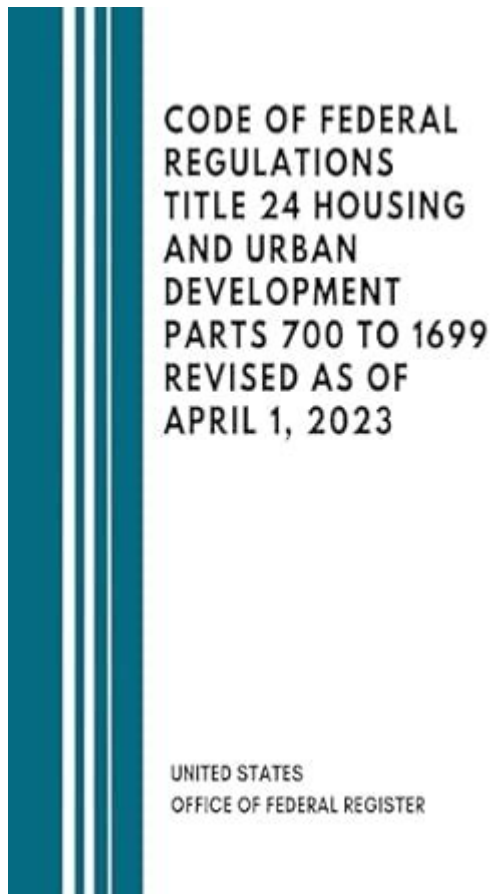 CODE OF FEDERAL
REGULATIONS
TITLE 24 HOUSING
AND URBAN
DEVELOPMENT
PARTS 700 TO 1699
REVISED AS OF
APRIL 1, 2023
UNITED STATES
OFFICE OF FEDERAL REGISTER